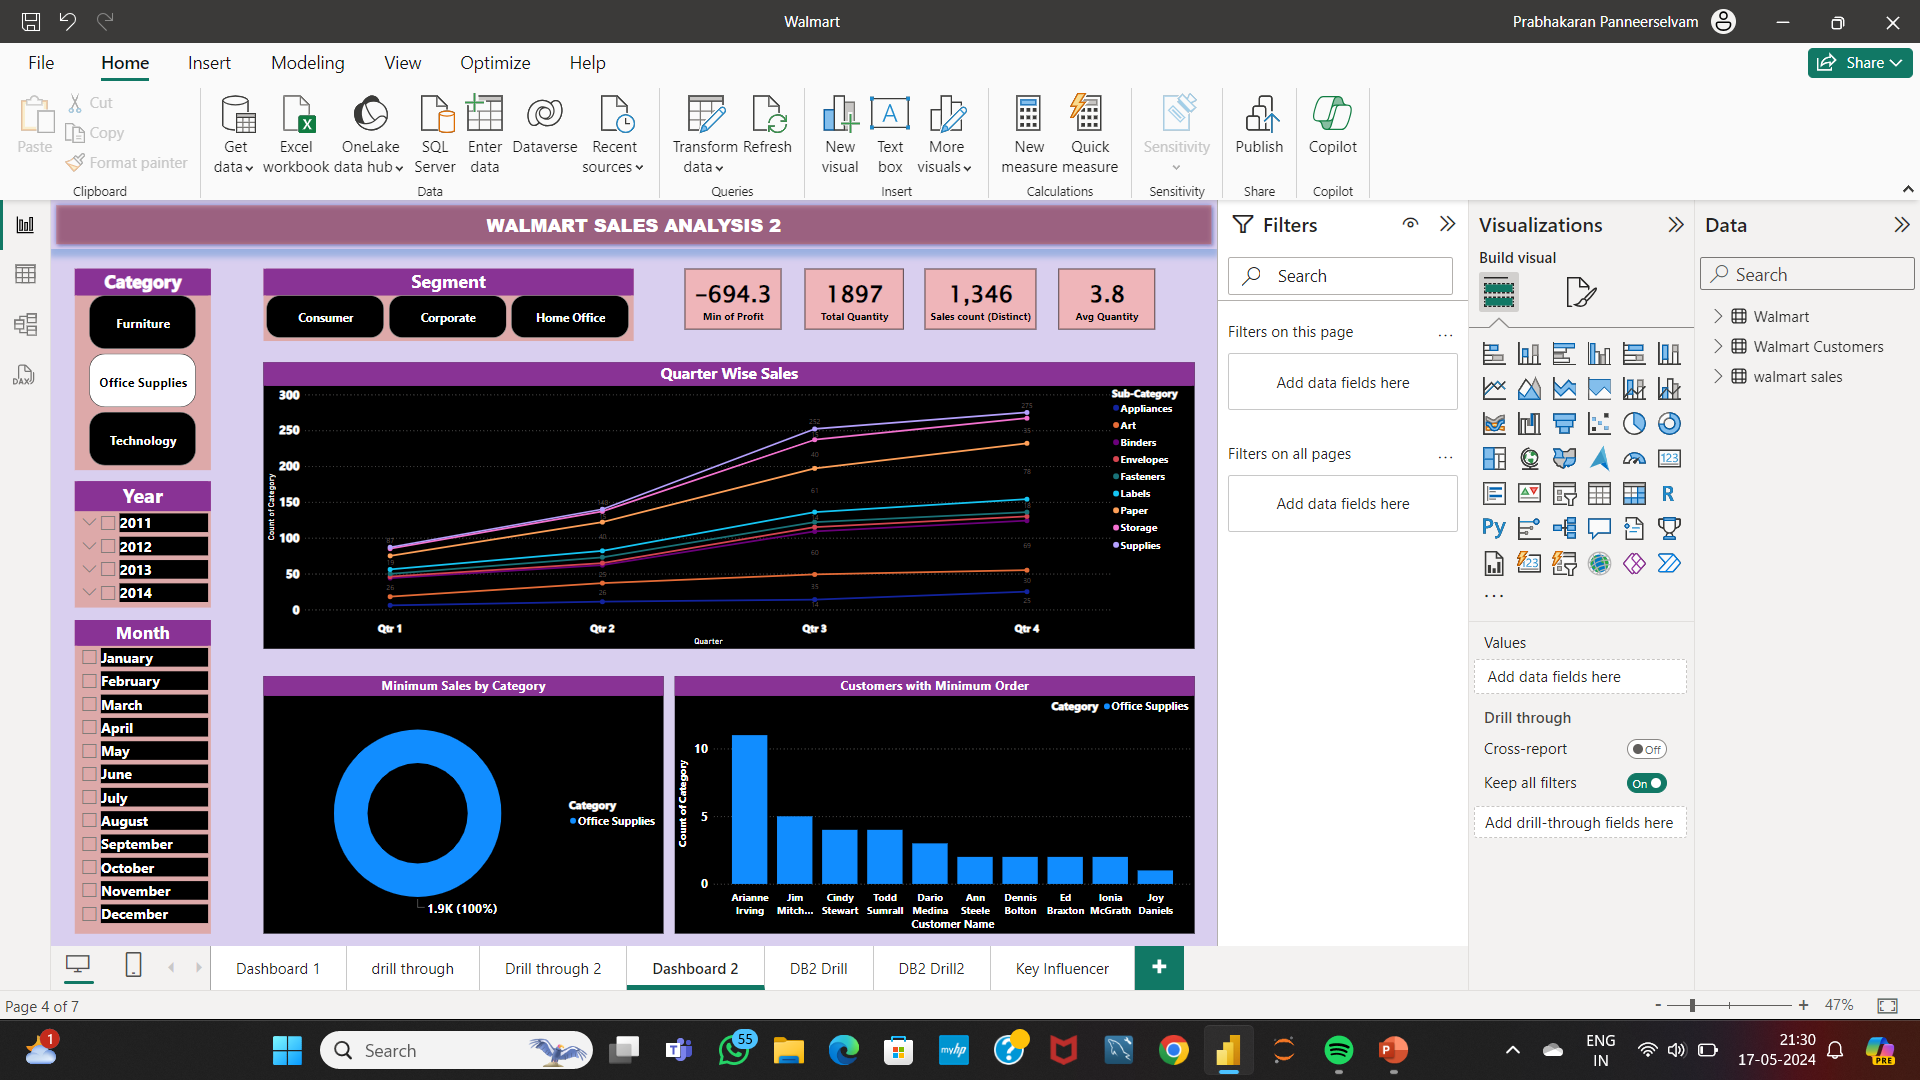 Walmart
Prabhakaran Panneerselvam
File Home Insert Modeling View Optimize Help
Share
Paste
Cut
Copy
Format painter
Clipboard
Get data
Excel workbook
OneLake data hub
SQL Server
Enter data
Dataverse
Recent sources
Data
Transform data
Refresh
Queries
New visual
Text box
More visuals
Insert
New measure
Quick measure
Calculations
Sensitivity
Sensitivity
Publish
Share
Copilot
Copilot
WALMART SALES ANALYSIS 2
Category
Furniture
Office Supplies
Technology
Year
2011
2012
2013
2014
Month
January
February
March
April
May
June
July
August
September
October
November
December
Segment
Consumer
Corporate
Home Office
-694.3
Min of Profit
1897
Total Quantity
1,346
Sales count (Distinct)
3.8
Avg Quantity
Quarter Wise Sales
Count of Category
300
250
200
150
100
50
0
Qtr 1 Qtr 2 Qtr 3 Qtr 4
Quarter
Sub-Category
Appliances
Art
Binders
Envelopes
Fasteners
Labels
Paper
Storage
Supplies
Minimum Sales by Category
Category
Office Supplies
1.9K (100%)
Customers with Minimum Order
Category Office Supplies
Count of Category
10
5
0
Arianne Irving
Jim Mitch...
Cindy Stewart
Todd Sumrall
Dario Medina
Ann Steele
Dennis Bolton
Ed Braxton
Ionia McGrath
Joy Daniels
Customer Name
Filters
Search
Filters on this page
...
Add data fields here
Filters on all pages
...
Add data fields here
Visualizations
Build visual
123
R
Py
123
...
Values
Add data fields here
Drill through
Cross-report
Off
Keep all filters
On
Add drill-through fields here
Data
Search
Walmart
Walmart Customers
walmart sales
DAX
Dashboard 1
drill through
Drill through 2
Dashboard 2
DB2 Drill
DB2 Drill2
Key Influencer
+
Page 4 of 7
- + 47%
1
Search
55
myhp
ENG
IN
21:30
17-05-2024
PRE